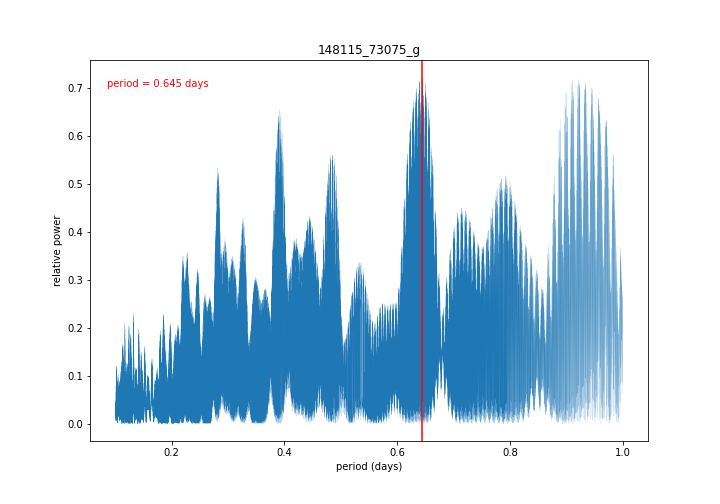 148115_73075_g
period = 0.645 days
relative power
0.7
0.6
0.5
0.4
0.3
0.2
0.1
0.0
0.2 0.4 0.6 0.8 1.0
period (days)